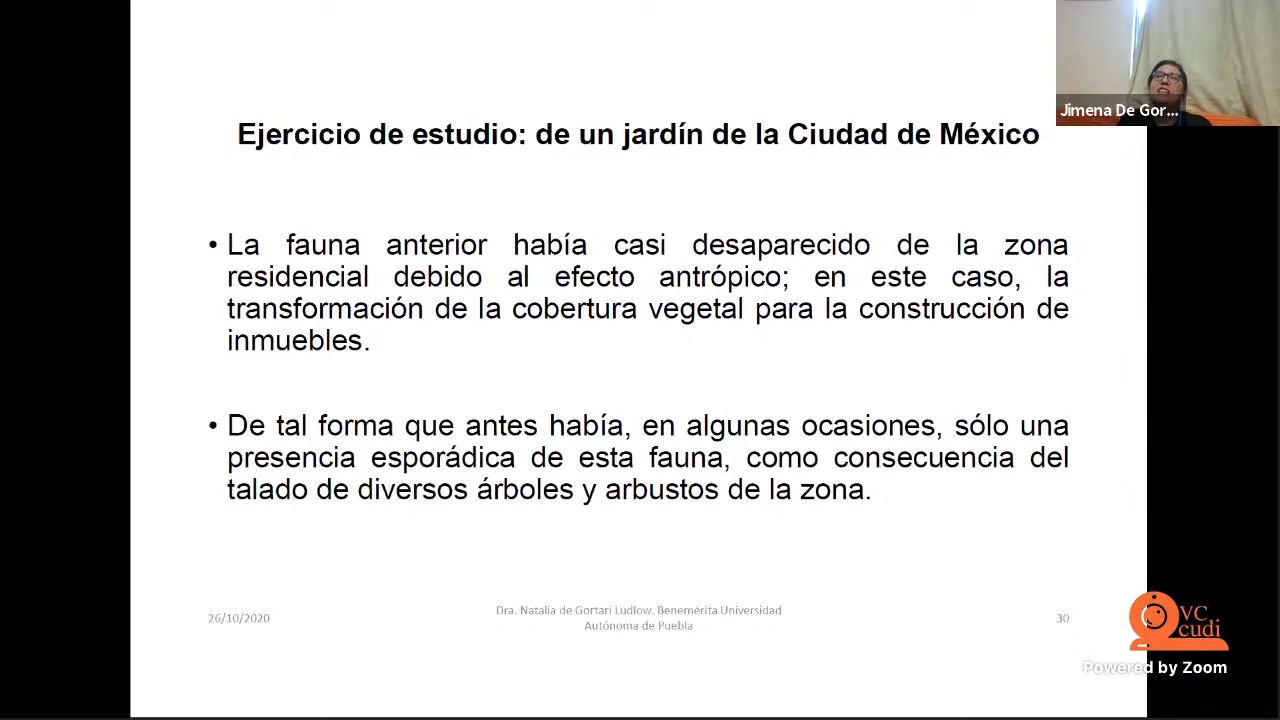 Jimena De Gor...
Ejercicio de estudio: de un jardín de la Ciudad de México
• La fauna anterior había casi desaparecido de la zona
residencial debido al efecto antrópico; en este caso, la
transformación de la cobertura vegetal para la construcción de
inmuebles.
• De tal forma que antes había, en algunas ocasiones, sólo una
presencia esporádica de esta fauna, como consecuencia del
talado de diversos árboles y arbustos de la zona.
26/10/2020
Dra. Natalia de Gortari Ludlow. Benemérita Universidad
Autónoma de Puebla
30
VC
cudi
Powered by Zoom